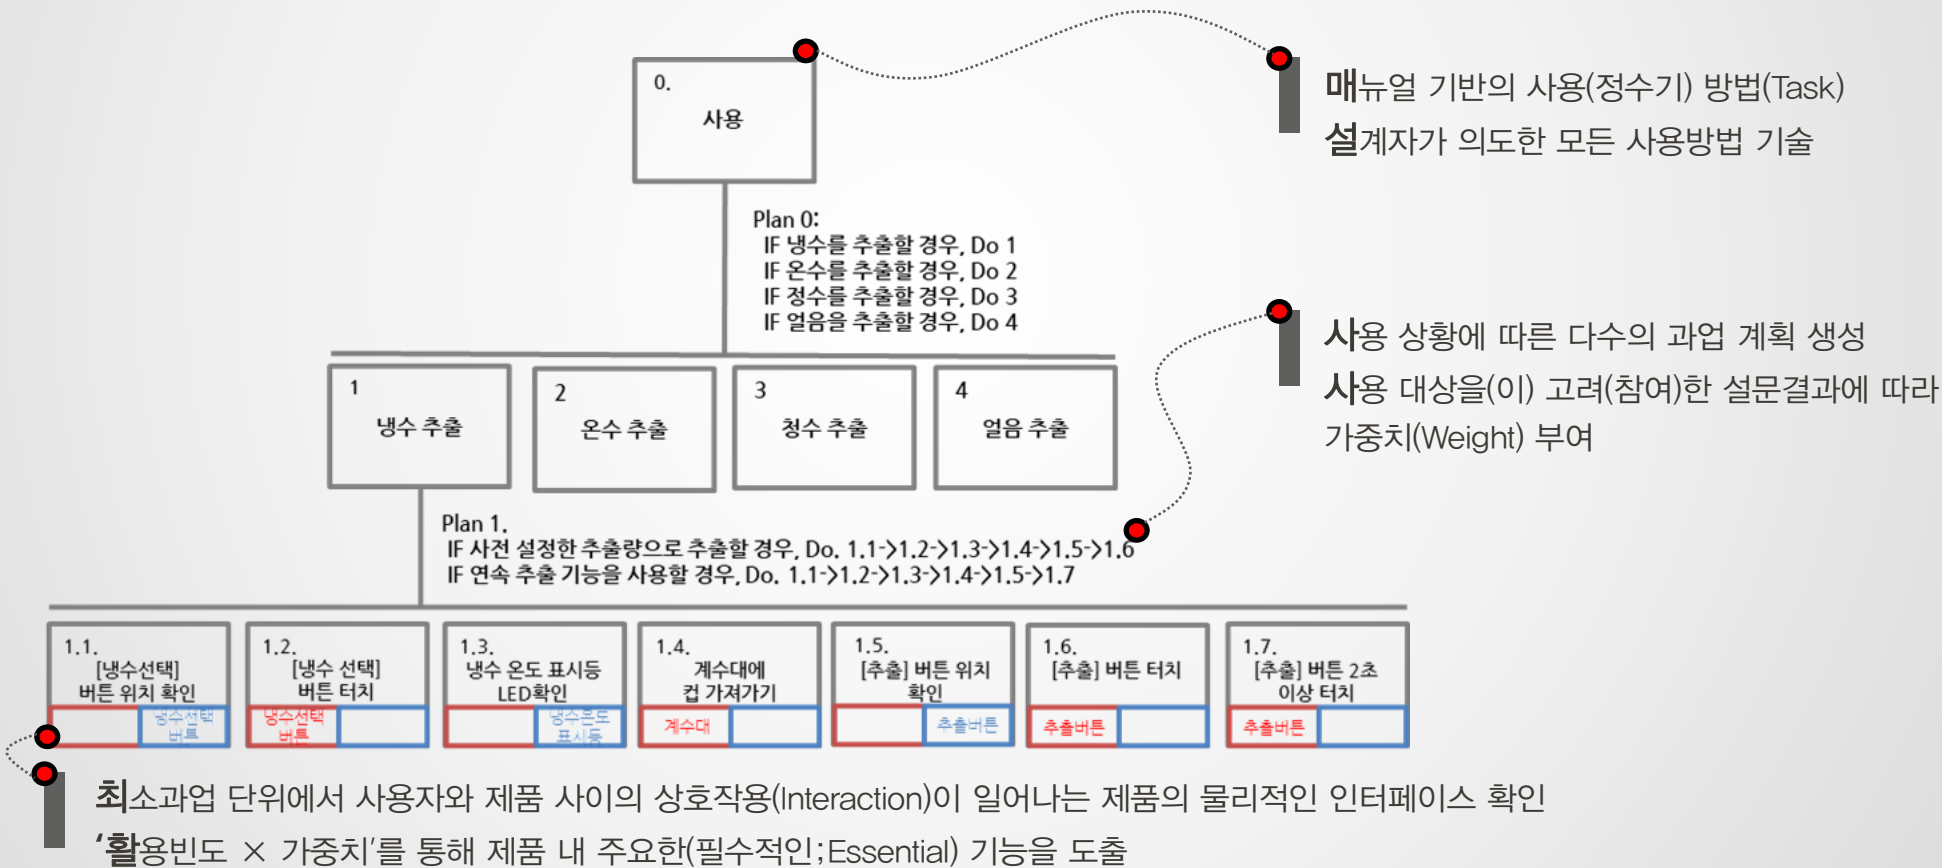 0.
사용
매뉴얼 기반의 사용(정수기) 방법(Task)
설계자가 의도한 모든 사용방법 기술
Plan 0:
IF 냉수를 추출할 경우, Do 1
IF 온수를 추출할 경우, Do 2
IF 정수를 추출할 경우, Do 3
IF 얼음을 추출할 경우, Do 4
사용 상황에 따른 다수의 과업 계획 생성
사용 대상을(이) 고려(참여)한 설문결과에 따라
가중치(Weight) 부여
1
냉수 추출
2
온수 추출
3
청수 추출
4
얼음 추출
Plan 1.
IF 사전 설정한 추출량으로 추출할 경우, Do. 1.1->1.2->1.3->1.4->1.5->1.6
IF 연속 추출 기능을 사용할 경우, Do. 1.1->1.2->1.3->1.4->1.5->1.7
1.1.
[냉수선택]
버튼 위치 확인
냉수선택
버튼
1.2.
[냉수 선택]
버튼 터치
냉수선택
버튼
1.3.
냉수 온도 표시등
LED확인
냉수온도
표시등
1.4.
계수대에
컵 가져가기
계수대
1.5.
[추출] 버튼 위치
확인
추출버튼
1.6.
[추출] 버튼 터치
추출버튼
1.7.
[추출] 버튼 2초
이상 터치
추출버튼
최소과업 단위에서 사용자와 제품 사이의 상호작용(Interaction)이 일어나는 제품의 물리적인 인터페이스 확인
‘활용빈도 × 가중치’를 통해 제품 내 주요한(필수적인;Essential) 기능을 도출